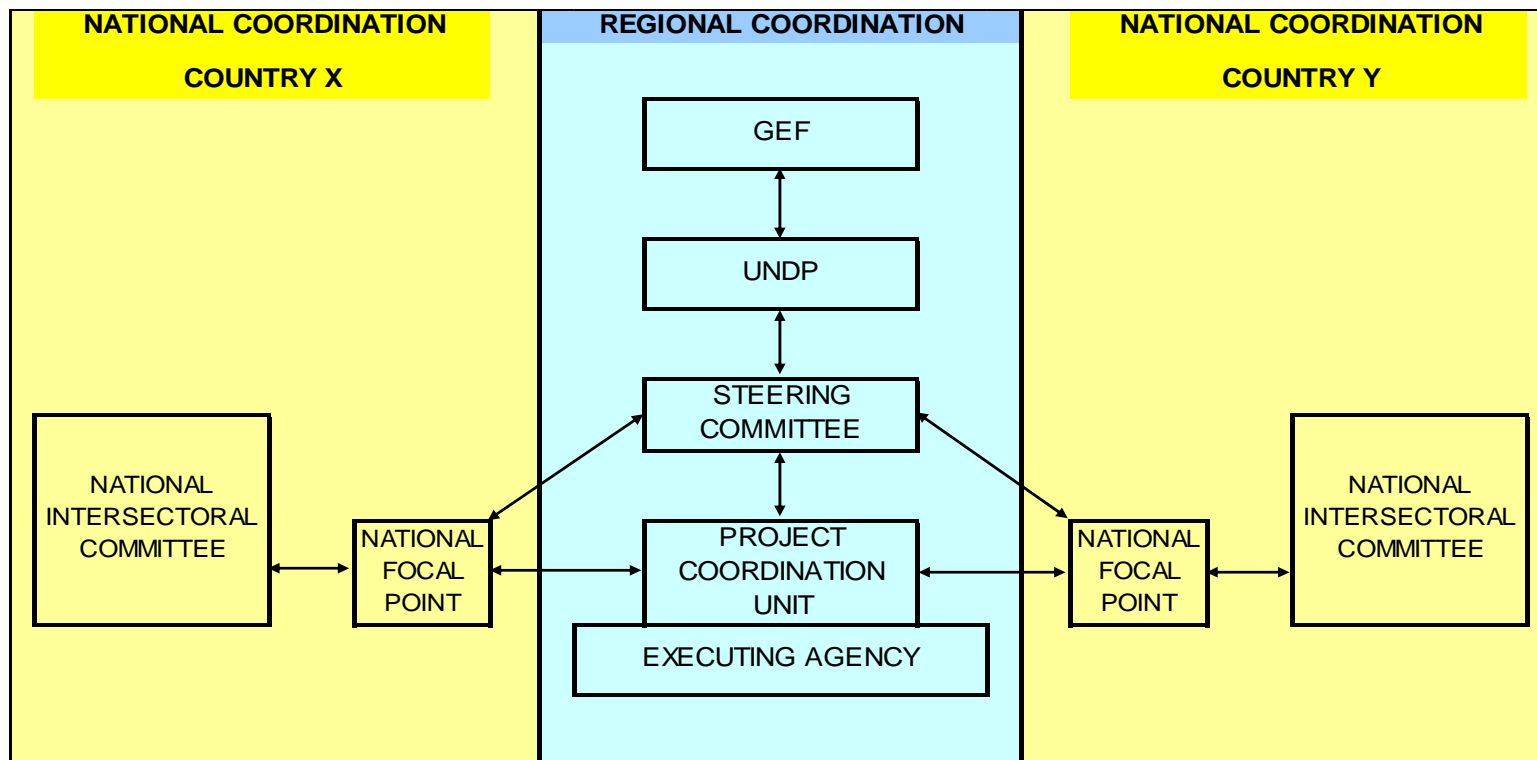 NATIONAL COORDINATION
COUNTRY X
REGIONAL COORDINATION
NATIONAL COORDINATION
COUNTRY Y
GEF
UNDP
STEERING
COMMITTEE
NATIONAL
INTERSECTORAL
COMMITTEE
NATIONAL
FOCAL
POINT
PROJECT
COORDINATION
UNIT
EXECUTING AGENCY
NATIONAL
FOCAL
POINT
NATIONAL
INTERSECTORAL
COMMITTEE